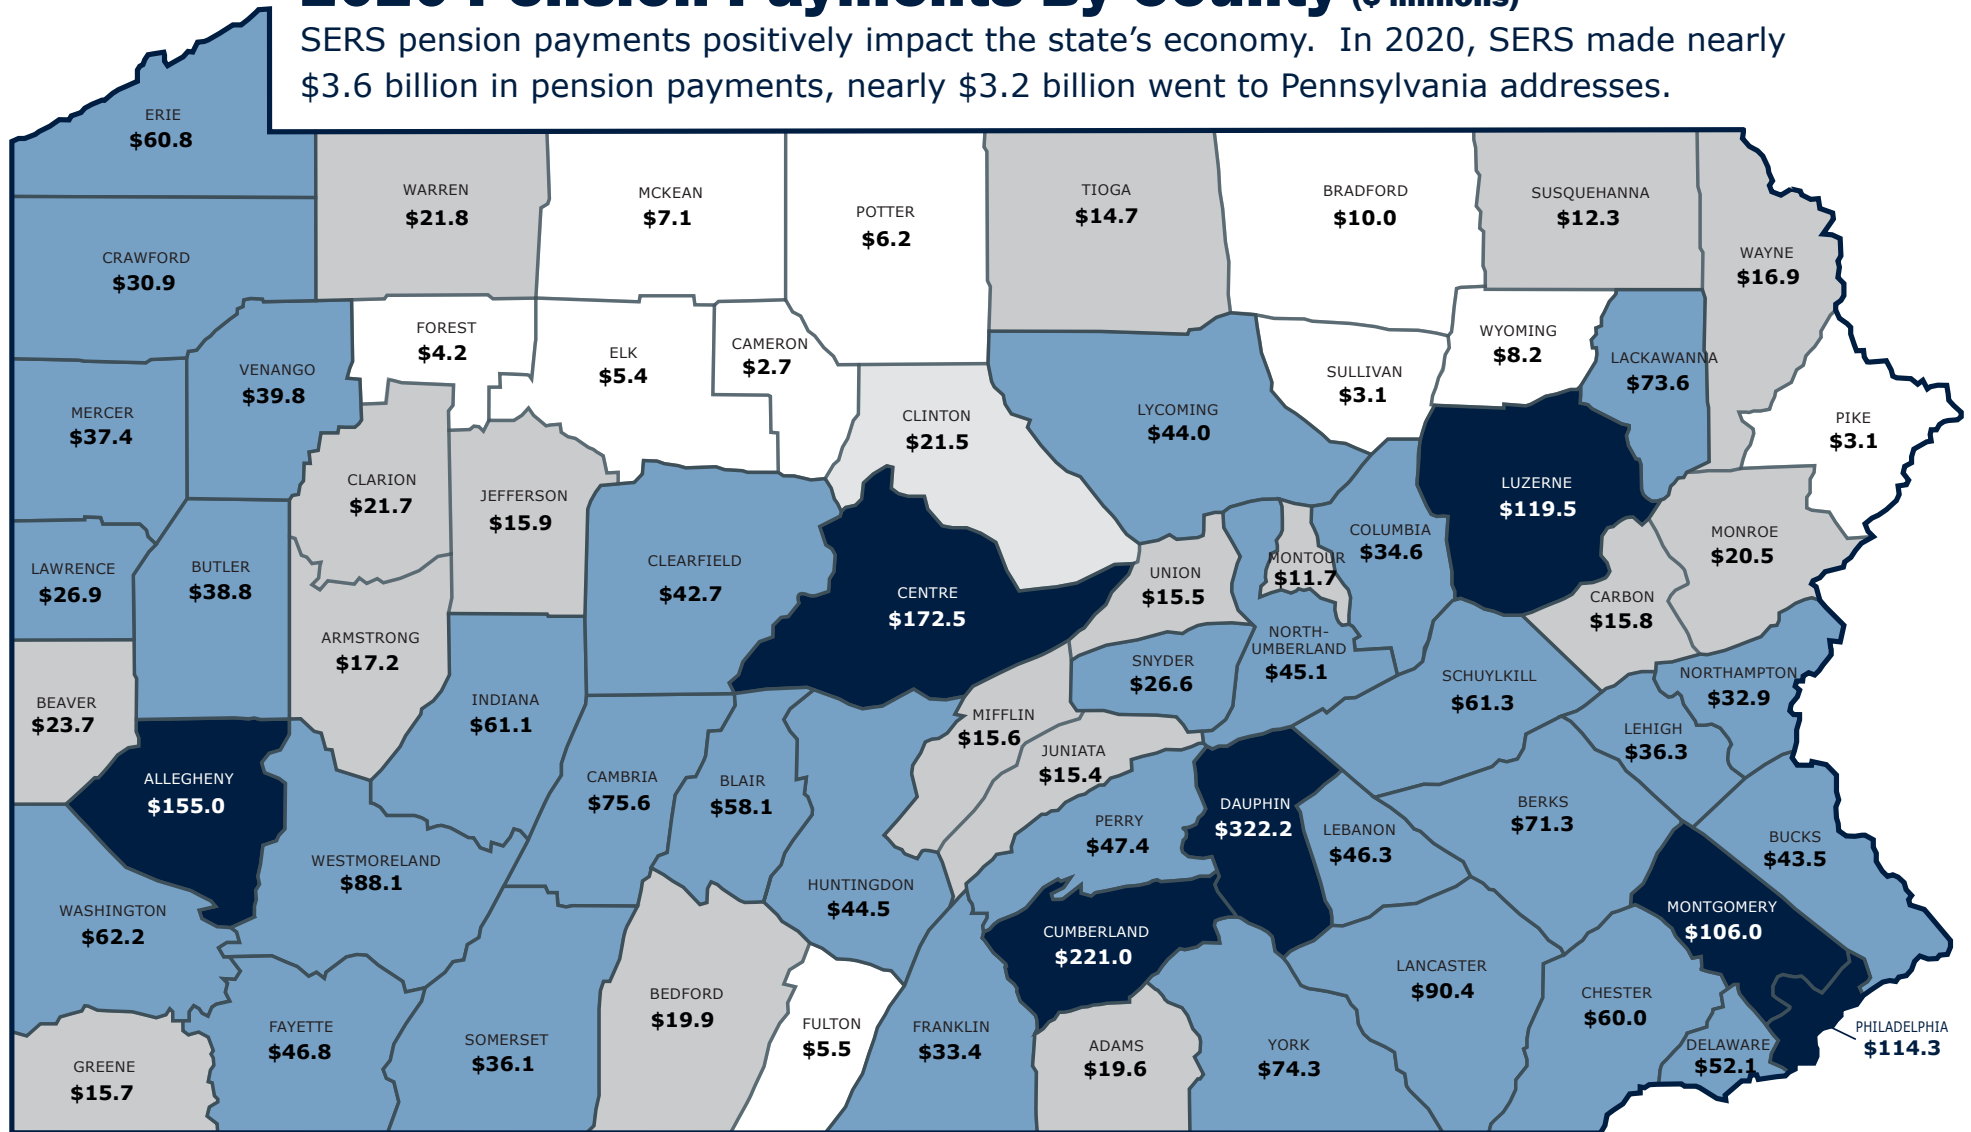 2020 Pension Payments By County ($ millions)
SERS pension payments positively impact the state’s economy.  In 2020, SERS made nearly
$3.6 billion in pension payments, nearly $3.2 billion went to Pennsylvania addresses.
ERIE
$60.8
WARREN
$21.8
MCKEAN
$7.1
POTTER
$6.2
TIOGA
$14.7
BRADFORD
$10.0
SUSQUEHANNA
$12.3
WAYNE
$16.9
CRAWFORD
$30.9
FOREST
$4.2
ELK
$5.4
CAMERON
$2.7
SULLIVAN
$3.1
WYOMING
$8.2
LACKAWANNA
$73.6
VENANGO
$39.8
MERCER
$37.4
CLINTON
$21.5
LYCOMING
$44.0
PIKE
$3.1
CLARION
$21.7
JEFFERSON
$15.9
LUZERNE
$119.5
COLUMBIA
$34.6
MONROE
$20.5
LAWRENCE
$26.9
BUTLER
$38.8
CLEARFIELD
$42.7
CENTRE
$172.5
UNION
$15.5
MONTOUR
$11.7
CARBON
$15.8
ARMSTRONG
$17.2
SNYDER
$26.6
NORTH-
UMBERLAND
$45.1
SCHUYLKILL
$61.3
NORTHAMPTON
$32.9
BEAVER
$23.7
INDIANA
$61.1
MIFFLIN
$15.6
JUNIATA
$15.4
LEHIGH
$36.3
ALLEGHENY
$155.0
CAMBRIA
$75.6
BLAIR
$58.1
PERRY
$47.4
DAUPHIN
$322.2
LEBANON
$46.3
BERKS
$71.3
BUCKS
$43.5
WESTMORELAND
$88.1
HUNTINGDON
$44.5
WASHINGTON
$62.2
CUMBERLAND
$221.0
MONTGOMERY
$106.0
LANCASTER
$90.4
CHESTER
$60.0
BEDFORD
$19.9
FULTON
$5.5
FRANKLIN
$33.4
FAYETTE
$46.8
SOMERSET
$36.1
ADAMS
$19.6
YORK
$74.3
DELAWARE
$52.1
PHILADELPHIA
$114.3
GREENE
$15.7